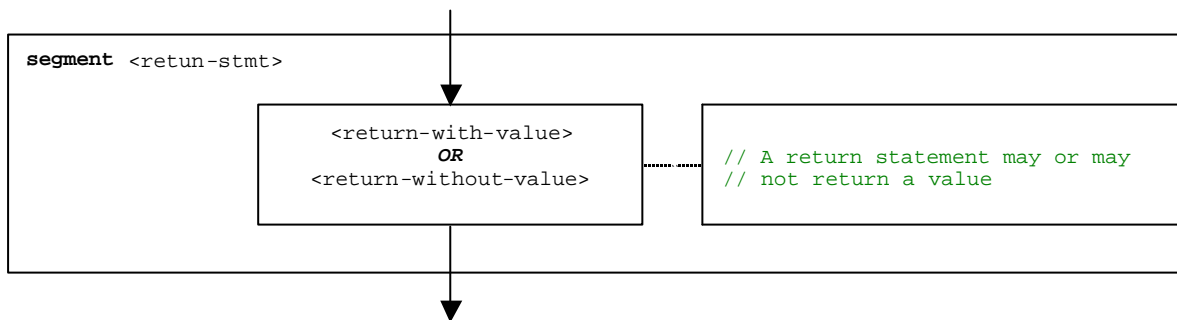 segment <retun-stmt>
<return-with-value>
OR
<return-without-value>
// A return statement may or may
// not return a value